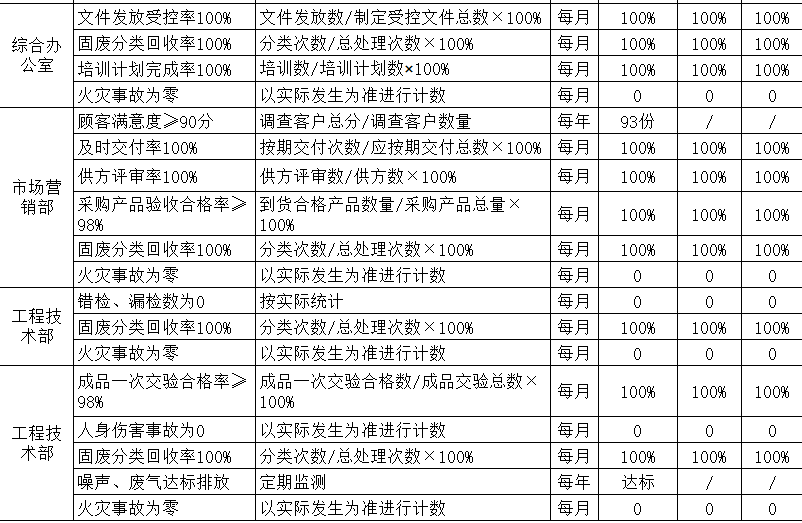 综合办公室
文件发放受控率100% 文件发放数/制定受控文件总数×100% 每月 100% 100% 100%
固废分类回收率100% 分类次数/总处理次数×100% 每月 100% 100% 100%
培训计划完成率100% 培训数/培训计划数×100% 每月 100% 100% 100%
火灾事故为零 以实际发生为准进行计数 每月 0 0 0
市场营销部
顾客满意度≥90分 调查客户总分/调查客户数量 每年 93份 / /
及时交付率100% 按期交付次数/应按期交付总数×100% 每月 100% 100% 100%
供方评审率100% 供方评审数/供方数×100% 每月 100% 100% 100%
采购产品验收合格率≥98% 到货合格产品数量/采购产品总量×100% 每月 100% 100% 100%
固废分类回收率100% 分类次数/总处理次数×100% 每月 100% 100% 100%
火灾事故为零 以实际发生为准进行计数 每月 0 0 0
工程技术部
错检、漏检数为0 按实际统计 每月 0 0 0
固废分类回收率100% 分类次数/总处理次数×100% 每月 100% 100% 100%
火灾事故为零 以实际发生为准进行计数 每月 0 0 0
工程技术部
成品一次交验合格率≥98% 成品一次交验合格数/成品交验总数×100% 每月 100% 100% 100%
人身伤害事故为0 以实际发生为准进行计数 每月 0 0 0
固废分类回收率100% 分类次数/总处理次数×100% 每月 100% 100% 100%
噪声、废气达标排放 定期监测 每年 达标 / /
火灾事故为零 以实际发生为准进行计数 每月 0 0 0